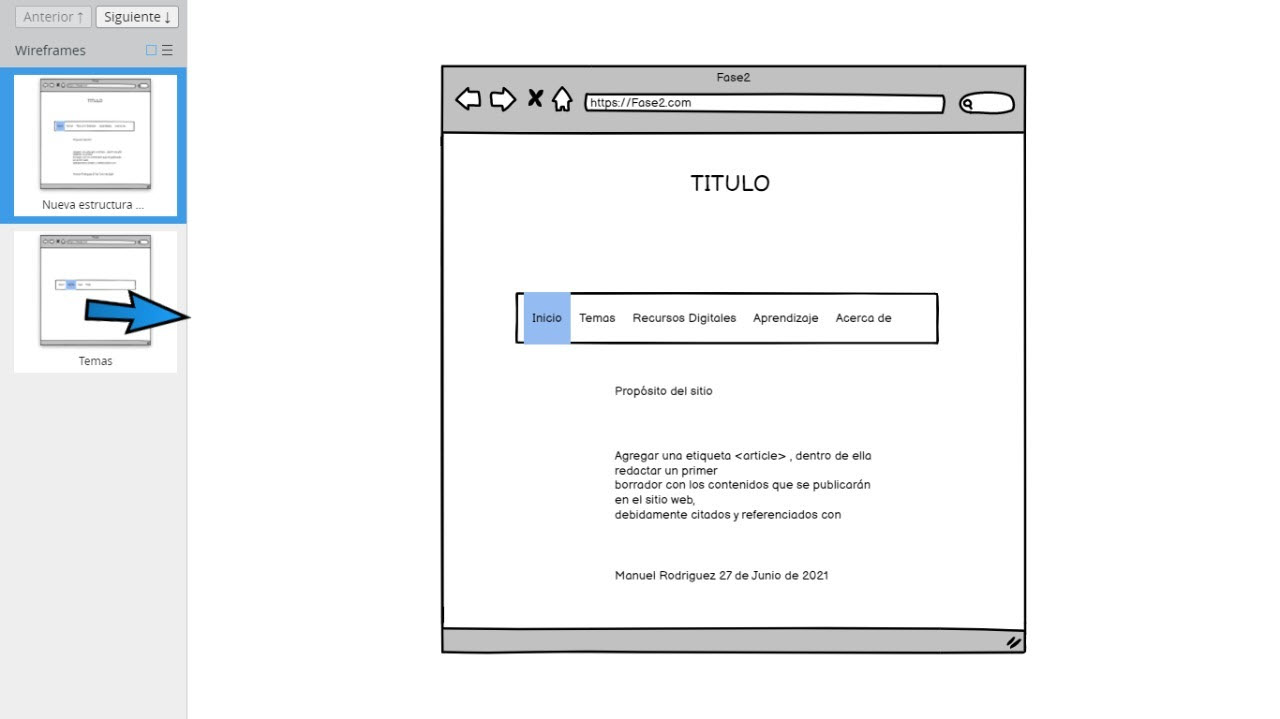 Anterior ↑ Siguiente ↓
Wireframes
TITULO
Nueva estructura ...
Temas
Fase2
https://Fase2.com
TITULO
Inicio Temas Recursos Digitales Aprendizaje Acerca de
Propósito del sitio
Agregar una etiqueta <article> , dentro de ella
redactar un primer
borrador con los contenidos que se publicarán
en el sitio web,
debidamente citados y referenciados con
Manuel Rodriguez 27 de Junio de 2021